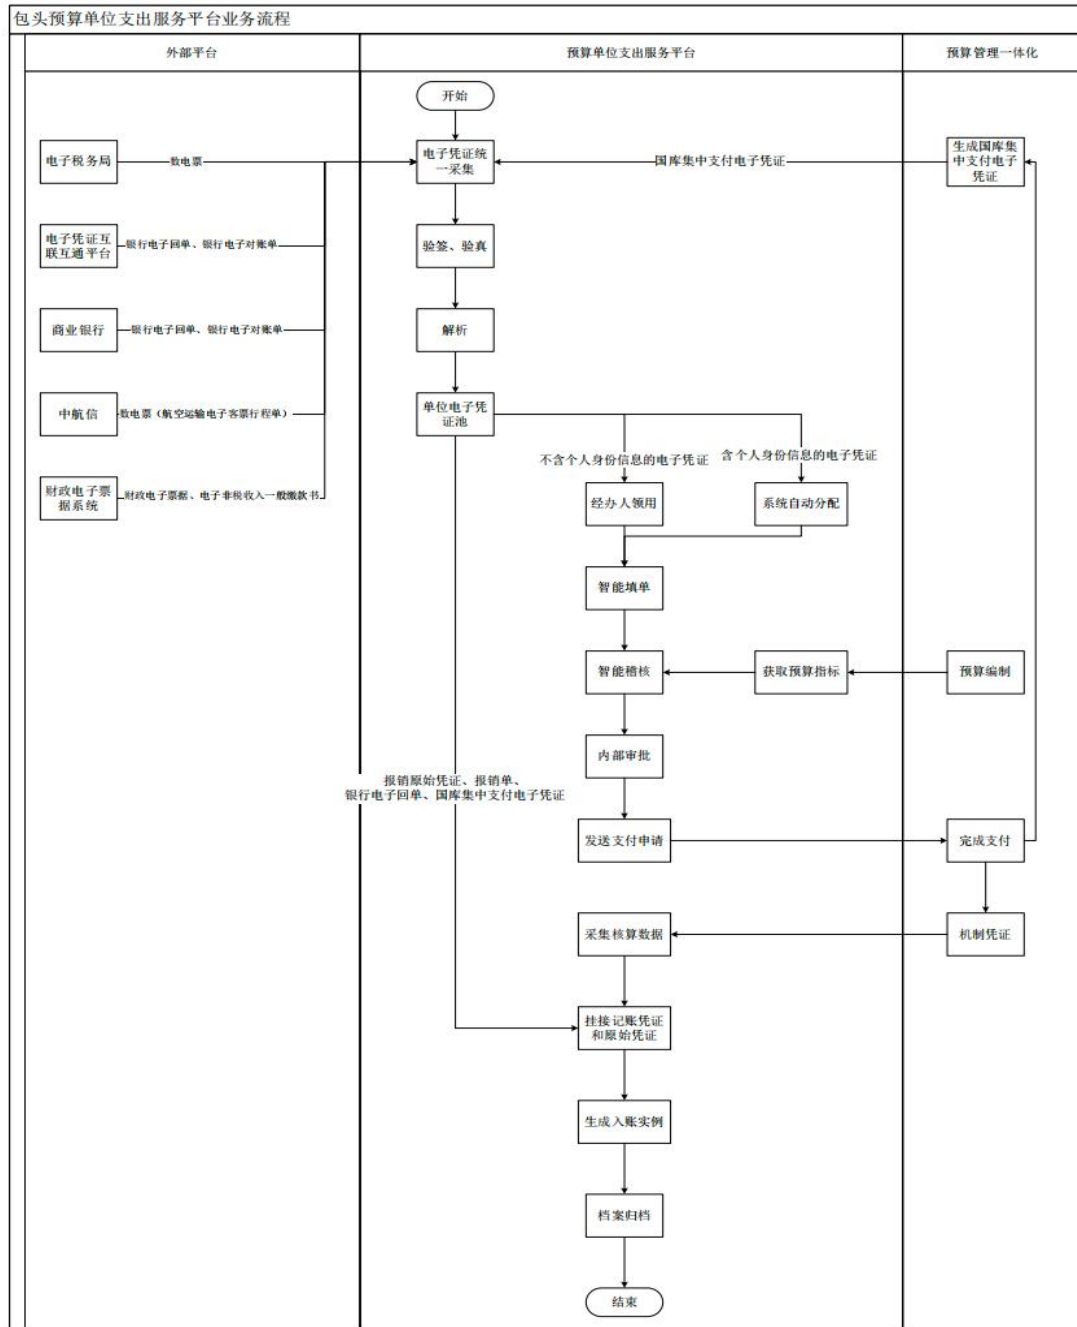 包头预算单位支出服务平台业务流程
外部平台
预算单位支出服务平台
预算管理一体化
开始
电子税务局
数电票
电子凭证统
一采集
国库集中支付电子凭证
生成国库集
中支付电子
凭证
电子凭证互
联互通平台
银行电子回单、银行电子对账单
验签、验真
商业银行
银行电子回单、银行电子对账单
解析
中航信
数电票（航空运输电子客票行程单）
单位电子凭
证池
不含个人身份信息的电子凭证
含个人身份信息的电子凭证
财政电子票
据系统
财政电子票据、电子非税收入一般缴款书
经办人领用
系统自动分配
智能填单
智能稽核
获取预算指标
预算编制
内部审批
报销原始凭证、报销单、
银行电子回单、国库集中支付电子凭证
发送支付申请
完成支付
采集核算数据
机制凭证
挂接记账凭证
和原始凭证
生成入账实例
档案归档
结束